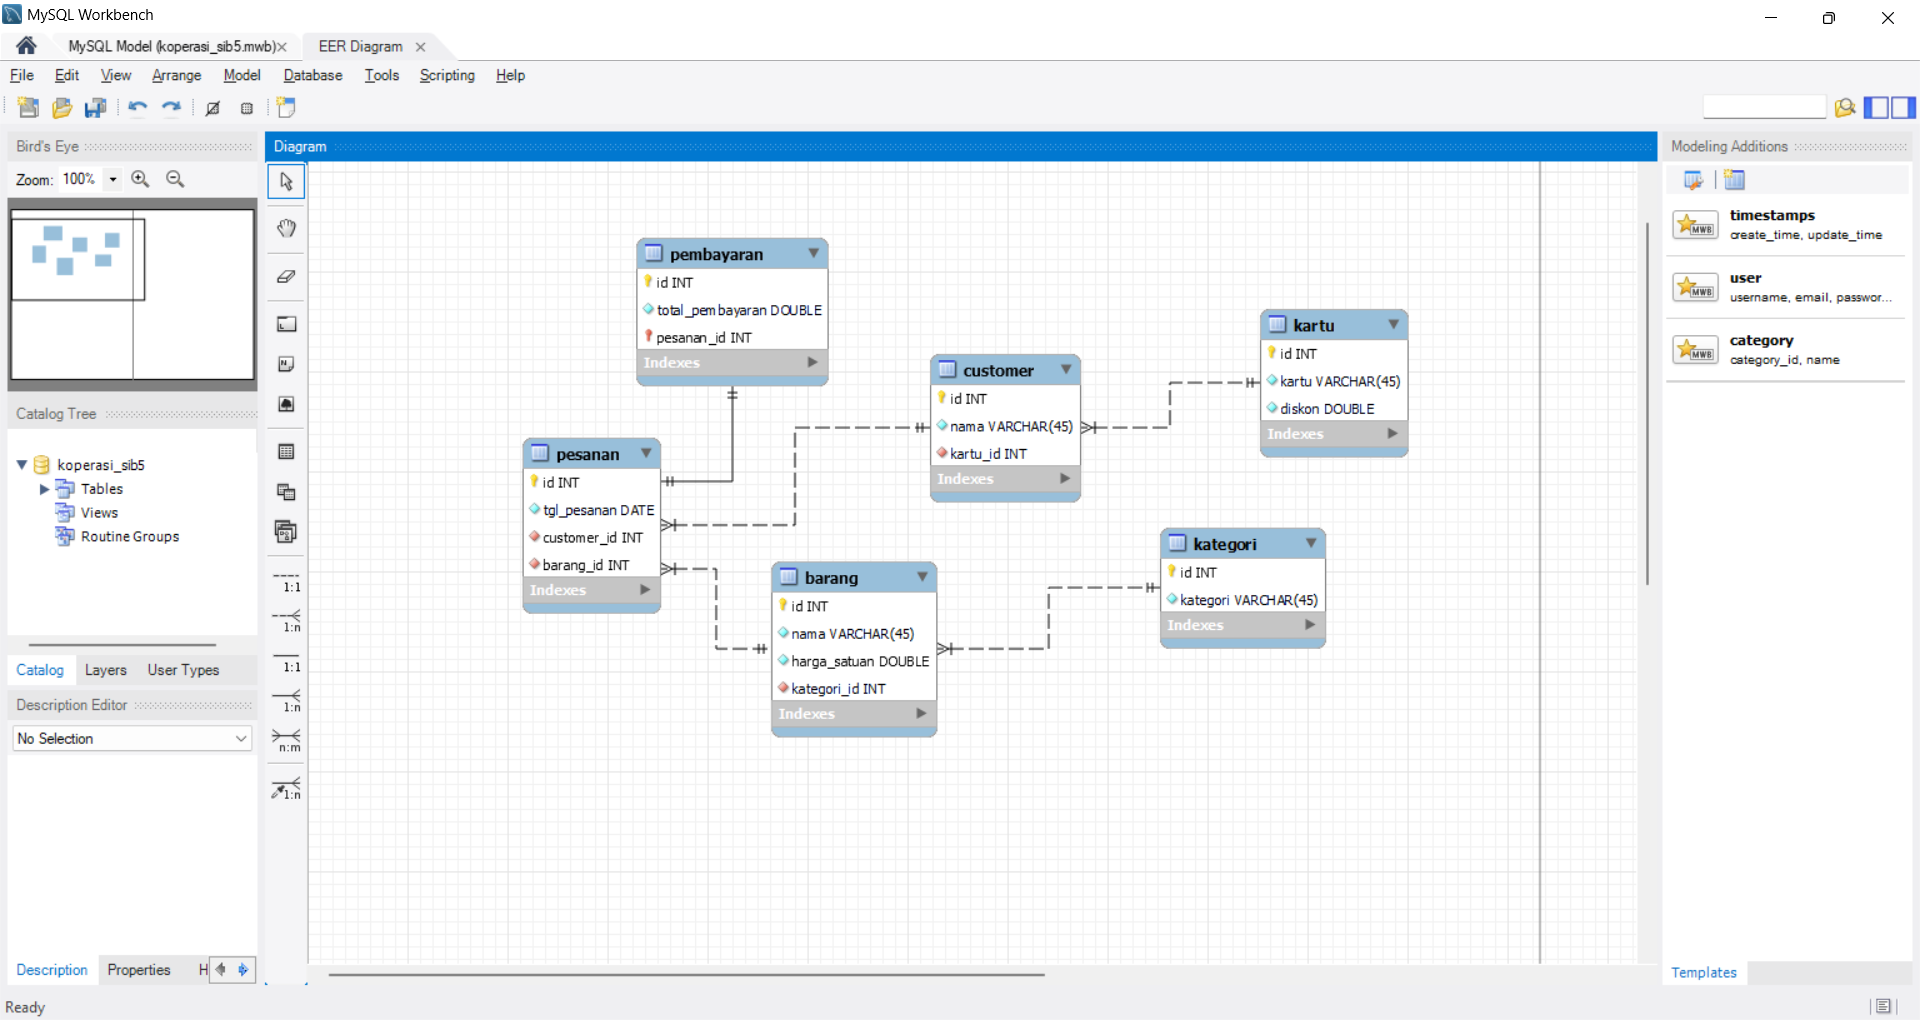 MySQL Workbench
MySQL Model (koperasi_sib5.mwb)
EER Diagram
File Edit View Arrange Model Database Tools Scripting Help
Bird's Eye
Diagram
Modeling Additions
Zoom: 100%
timestamps
create_time, update_time
user
username, email, passwor...
category
category_id, name
pembayaran
id INT
total_pembayaran DOUBLE
pesanan_id INT
Indexes
kartu
id INT
kartu VARCHAR(45)
diskon DOUBLE
Indexes
customer
id INT
nama VARCHAR(45)
kartu_id INT
Indexes
pesanan
id INT
tgl_pesanan DATE
customer_id INT
barang_id INT
Indexes
barang
id INT
nama VARCHAR(45)
harga_satuan DOUBLE
kategori_id INT
Indexes
kategori
id INT
kategori VARCHAR(45)
Indexes
Catalog Tree
koperasi_sib5
Tables
Views
Routine Groups
1:1
1:n
1:1
1:n
n:m
1:n
Catalog Layers User Types
Description Editor
No Selection
Description Properties H
Templates
Ready